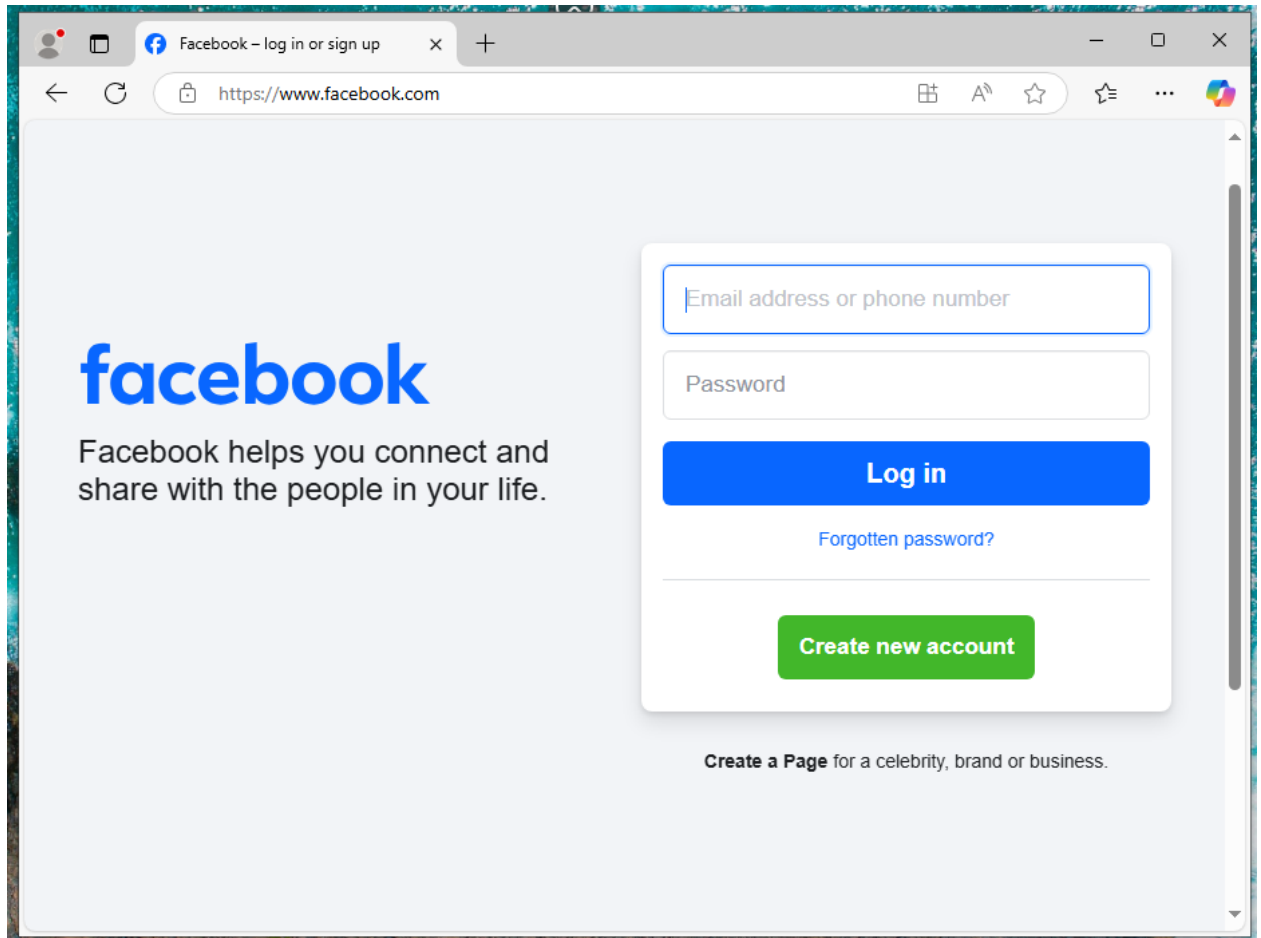 Facebook – log in or sign up
https://www.facebook.com
facebook
Facebook helps you connect and
share with the people in your life.
Email address or phone number
Password
Log in
Forgotten password?
Create new account
Create a Page for a celebrity, brand or business.